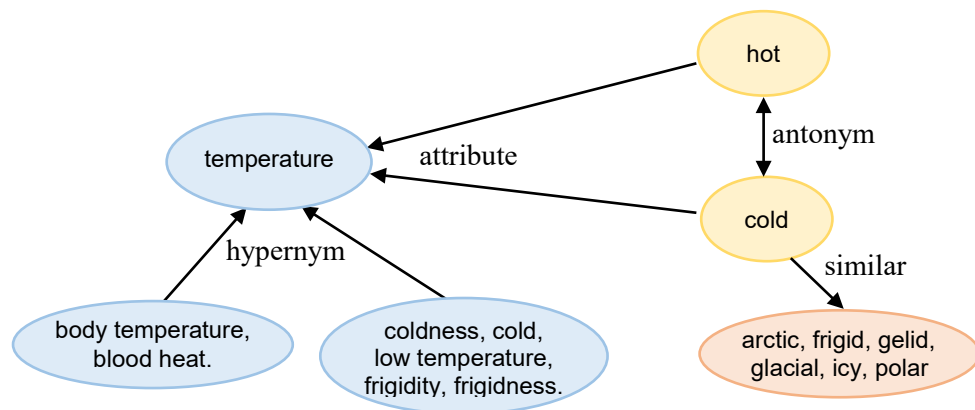 hot
antonym
temperature
attribute
cold
hypernym
similar
body temperature,
blood heat.
coldness, cold,
low temperature,
frigidity, frigidness.
arctic, frigid, gelid,
glacial, icy, polar